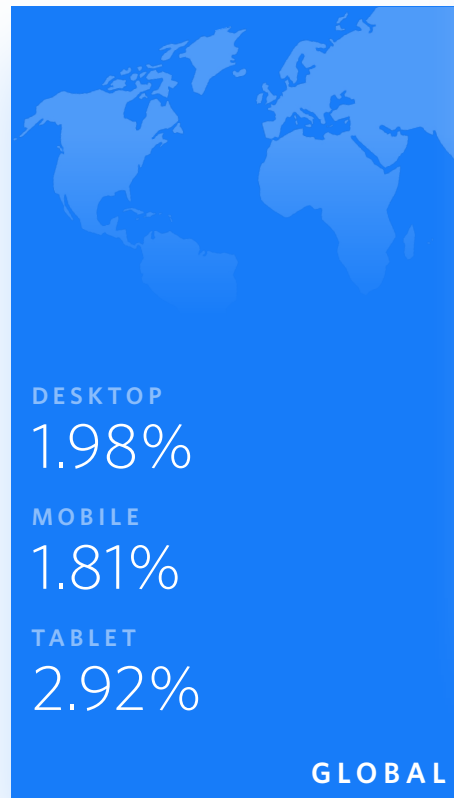 DESKTOP
1.98%
MOBILE
1.81%
TABLET
2.92%
GLOBAL